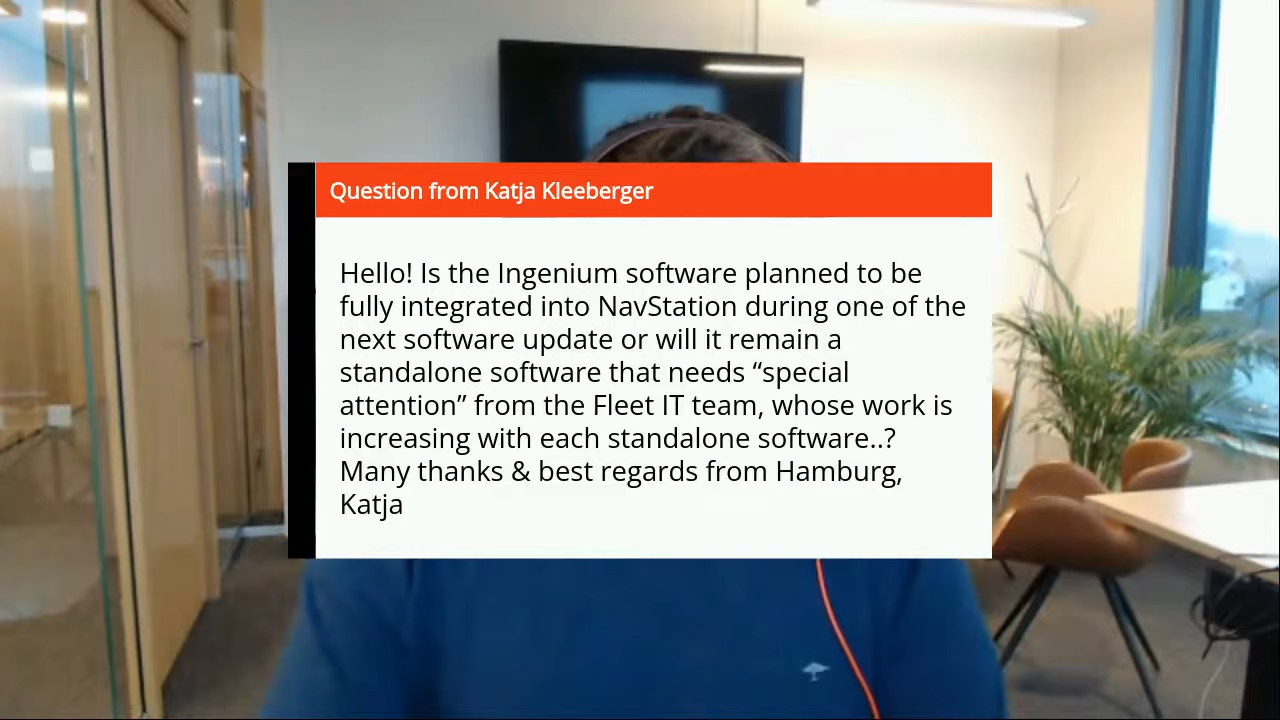 Question from Katja Kleeberger
Hello! Is the Ingenium software planned to be
fully integrated into NavStation during one of the
next software update or will it remain a
standalone software that needs “special
attention” from the Fleet IT team, whose work is
increasing with each standalone software..?
Many thanks & best regards from Hamburg,
Katja